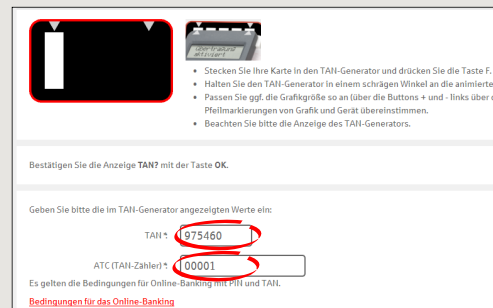 Übertragung
aktiviert
• Stecken Sie Ihre Karte in den TAN-Generator und drücken Sie die Taste F.
• Halten Sie den TAN-Generator in einem schrägen Winkel an die animierte
• Passen Sie ggf. die Grafikgröße so an (über die Buttons + und - links über
Pfeilmarkierungen von Grafik und Gerät übereinstimmen.
• Beachten Sie bitte die Anzeige des TAN-Generators.
Bestätigen Sie die Anzeige TAN? mit der Taste OK.
Geben Sie bitte die im TAN-Generator angezeigten Werte ein:
TAN*: 975460
ATC (TAN-Zähler)*: 00001
Es gelten die Bedingungen für Online-Banking mit PIN und TAN.
Bedingungen für das Online-Banking